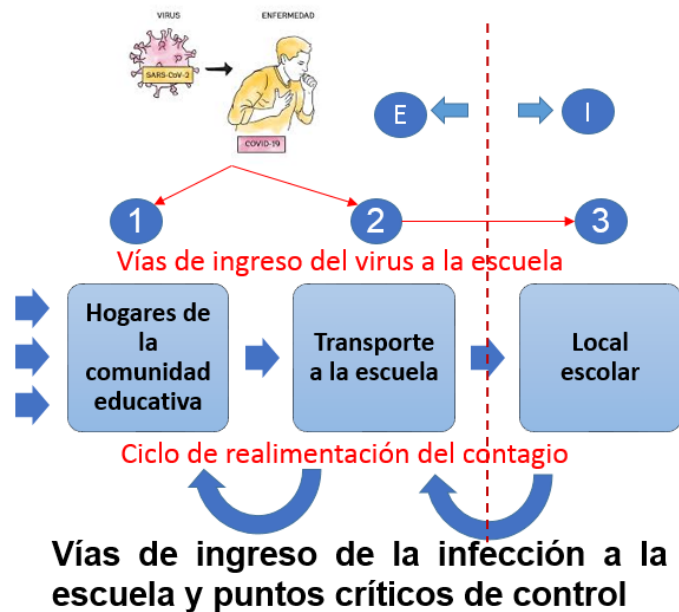 VIRUS
ENFERMEDAD
SARS-CoV-2
COVID-19
E
I
1
2
3
Vías de ingreso del virus a la escuela
Hogares de
la
comunidad
educativa
Transporte
a la escuela
Local
escolar
Ciclo de realimentación del contagio
Vías de ingreso de la infección a la
escuela y puntos críticos de control